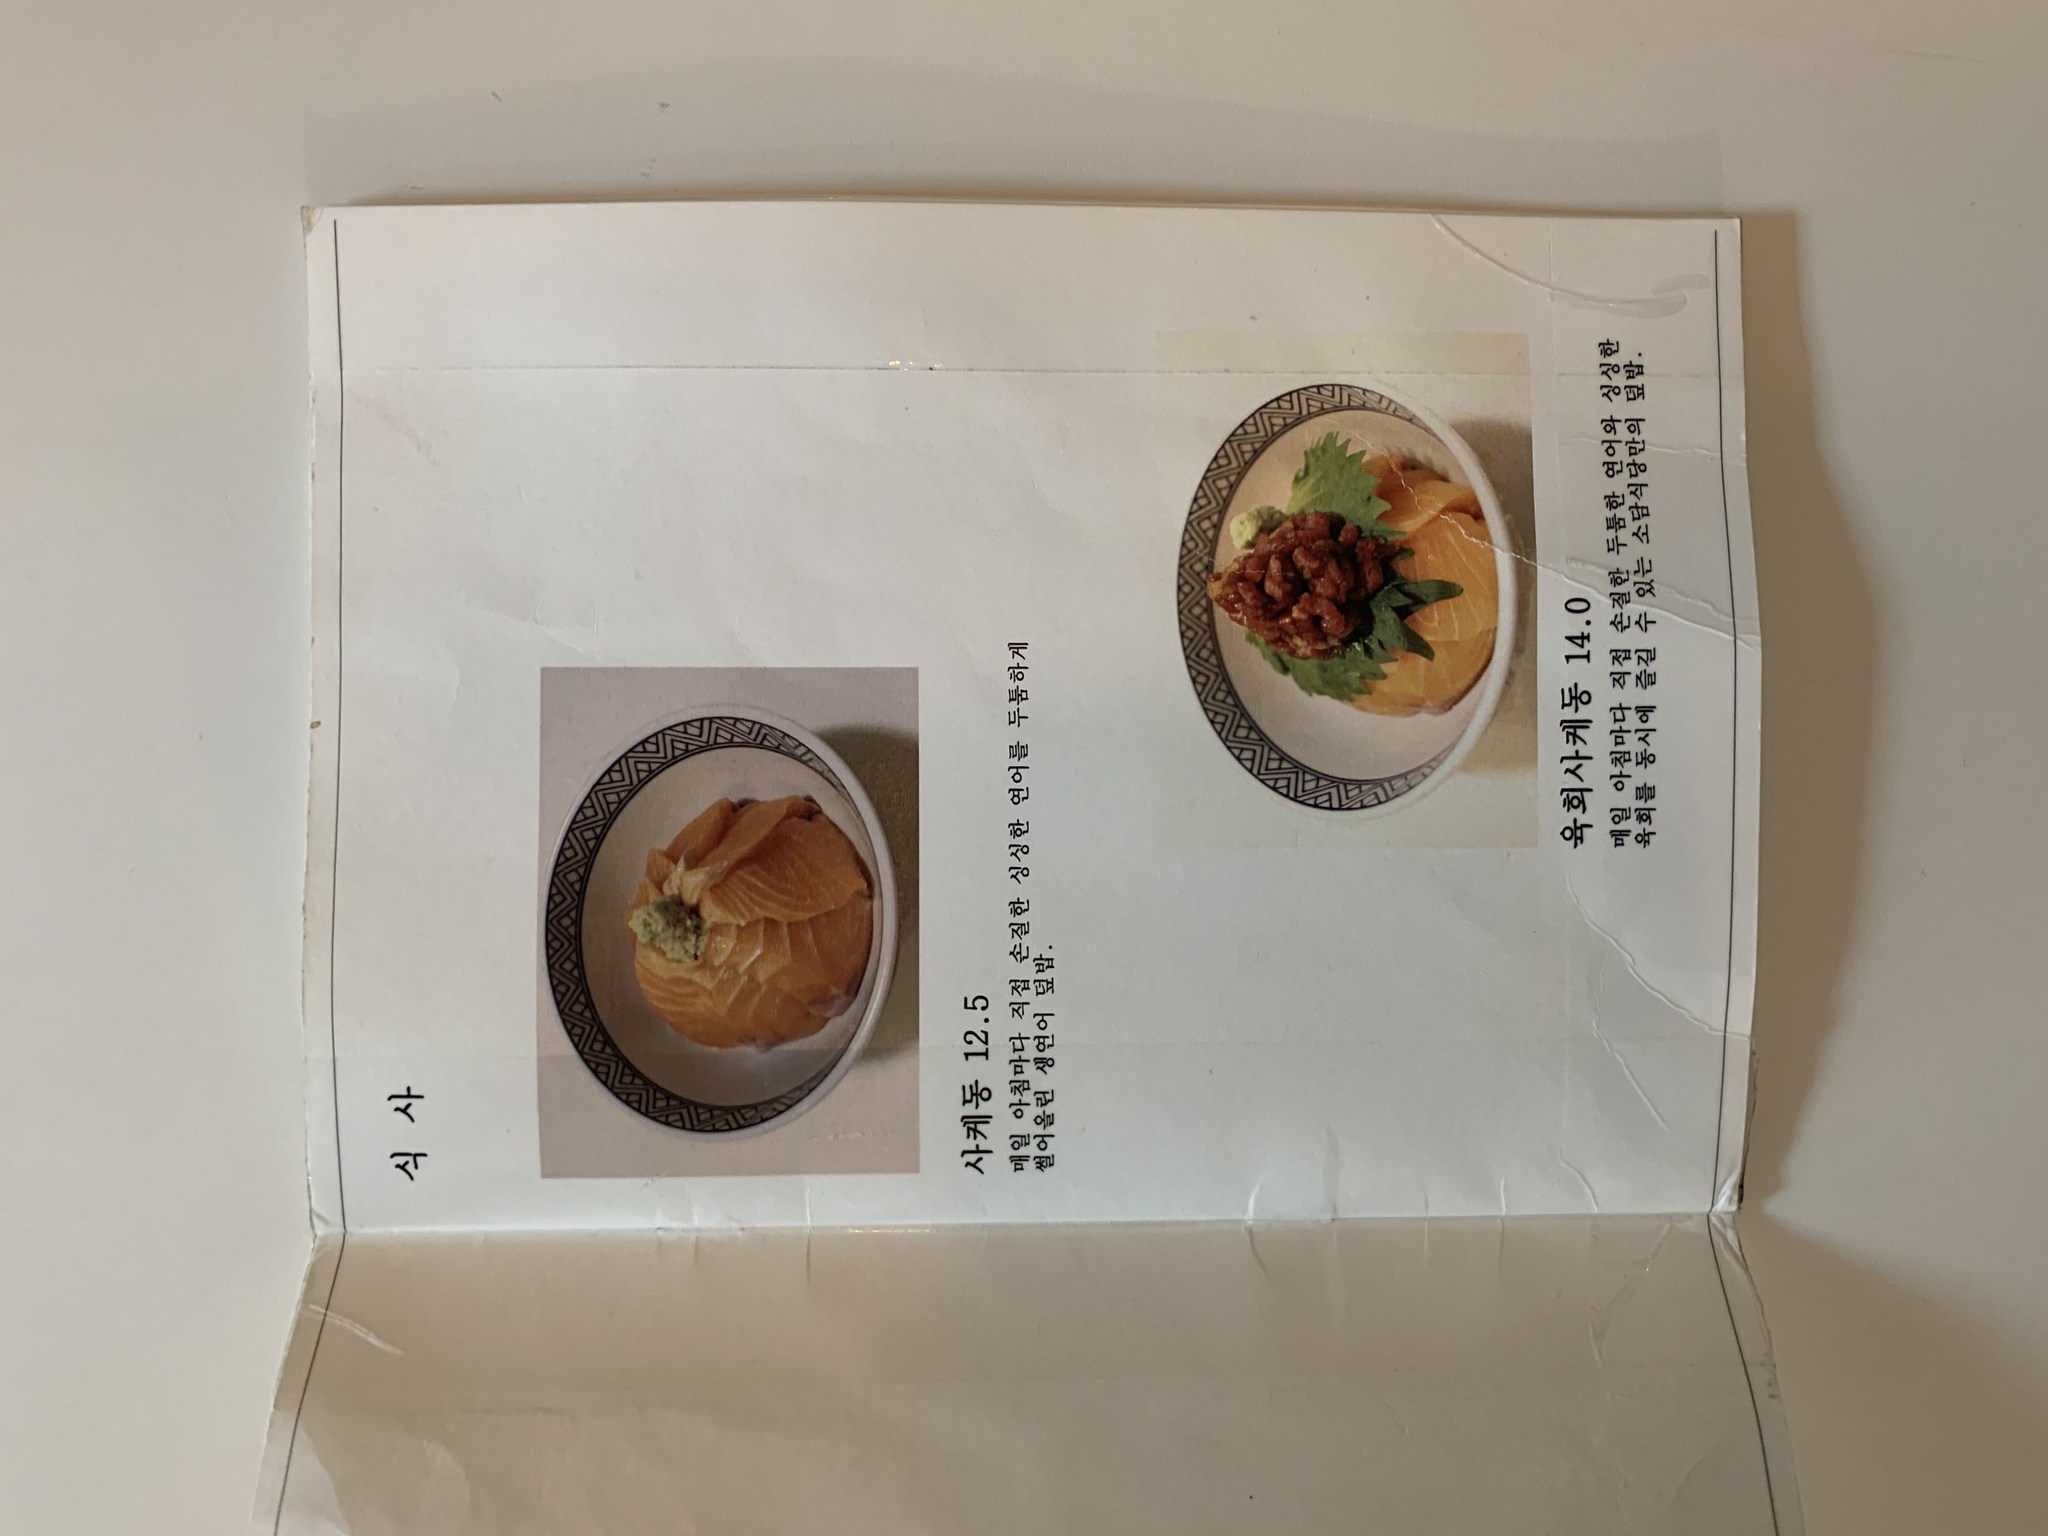 식 사
사케동 12.5
매일 아침마다 직접 손질한 싱싱한 연어를 두툼하게
썰어올린 생연어 덮밥.
육회사케동 14.0
매일 아침마다 직접 손질한 두툼한 연어와 싱싱한
육회를 동시에 즐길 수 있는 소담식당만의 덮밥.